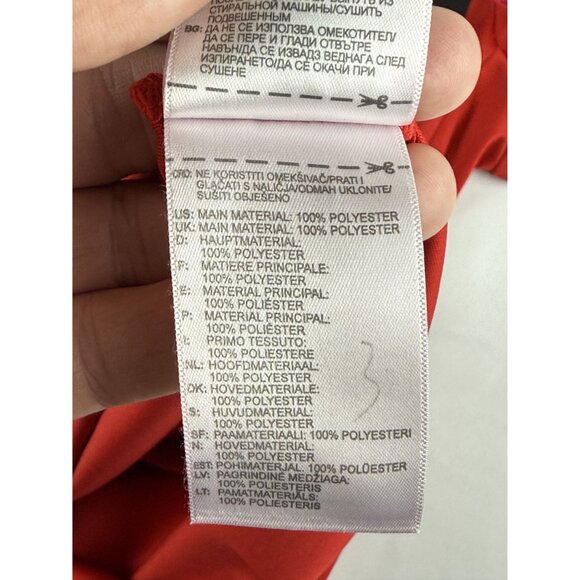 СТИРАЛЬНОЙ МАШИНЫ/СУШИТЬ
ПОДВЕШЕННЫМ
BG: ДА НЕ СЕ ИЗПОЛЗВА ОМЕКОТИТЕЛ/
ДА СЕ ПЕРЕ И ГЛАДИ ОТВЪТРЕ
НАВЪН/ДА СЕ ИЗВАДЗ ВЕДНАГА СЛЕД
ИЗПИРАНЕТО/ДА СЕ ОКАЧИ ПРИ
СУШЕНЕ
CRO: NE KORISTITI OMEKŠIVAČ/PRATI I
GLAČATI S NALIČJA/ODMAH UKLONITE/
SUŠITI OBJEŠENO
US: MAIN MATERIAL: 100% POLYESTER
UK: MAIN MATERIAL: 100% POLYESTER
D: HAUPTMATERIAL:
100% POLYESTER
F: MATIERE PRINCIPALE:
100% POLYESTER
E: MATERIAL PRINCIPAL:
100% POLIÉSTER
P: MATERIAL PRINCIPAL:
100% POLIÉSTER
I: PRIMO TESSUTO:
100% POLIESTERE
NL: HOOFDMATERIAAL:
100% POLYESTER
DK: HOVEDMATERIALE:
100% POLYESTER
S: HUVUDMATERIAL:
100% POLYESTER
SF: PÄÄMATERIAALI: 100% POLYESTERI
N: HOVEDMATERIAL:
100% POLYESTER
EST: POHIMATERJAL: 100% POLÜESTER
LV: PAGRINDINĖ MEDŽIAGA:
100% POLIESTERIS
LT: PAMATMATERIĀLS:
100% POLIESTERIS